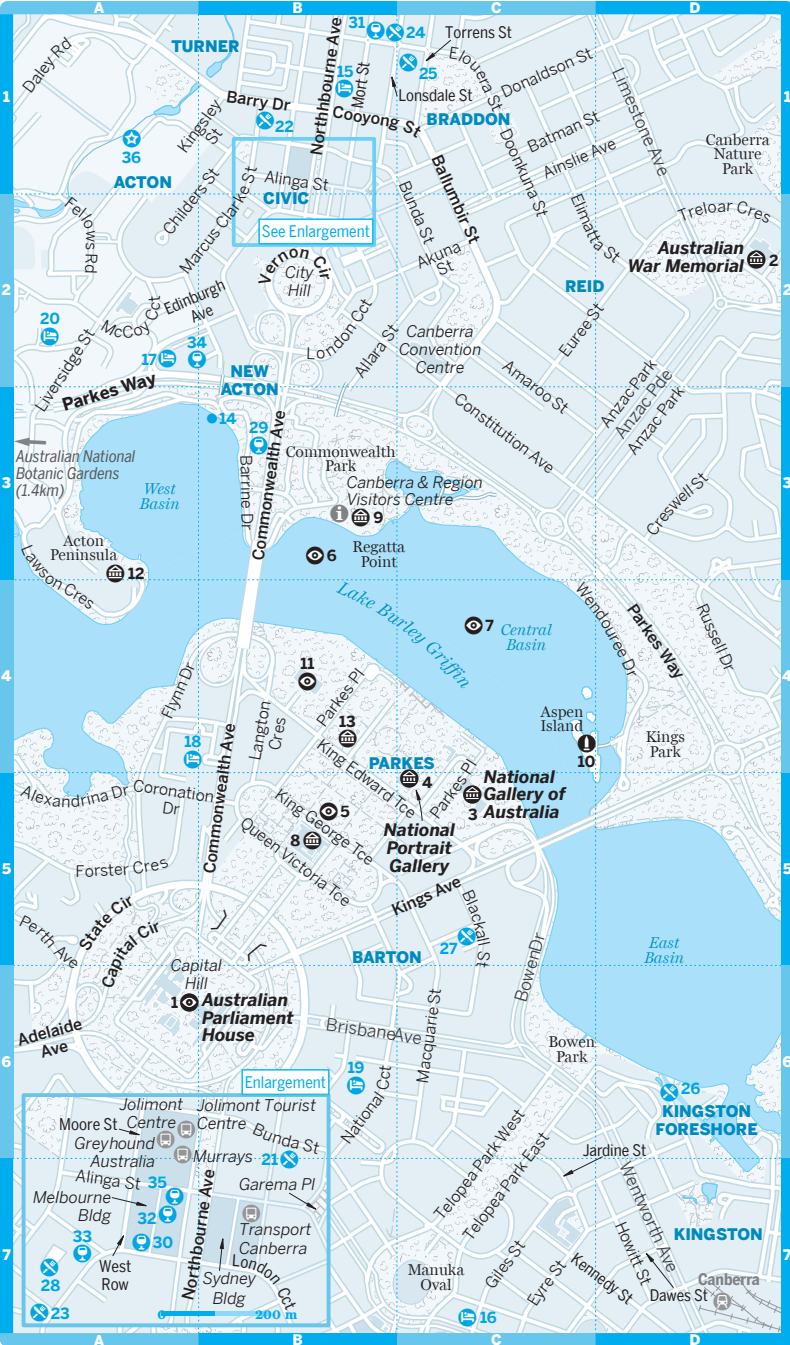 A
B
C
D
1
2
3
4
5
6
7
31
24
Torrens St
25
TURNER
Daley Rd
Northbourne Ave
15
Mort St
Lonsdale St
Elouera St
Donaldson St
Limestone Ave
Barry Dr
22
Cooyong St
BRADDON
Batman St
Ainslie Ave
Doonkuna St
Canberra
Nature
Park
36
ACTON
Kingsley
St
Childers St
Marcus Clarke St
Alinga St
CIVIC
See Enlargement
Ballumbir St
Bunda St
Akuna
St
Elimatta St
Treloar Cres
Australian
War Memorial
2
Fellows Rd
Vernon Cir
City
Hill
REID
Edinburgh
Ave
McCoy Cct
20
Liversidge St
17
34
London Cct
Allara St
Canberra
Convention
Centre
Euree St
Amaroo St
NEW
ACTON
Parkes Way
Anzac Park
Anzac Pde
Anzac Park
Constitution Ave
14
29
Commonwealth Ave
Barrine Dr
Commonwealth
Park
Australian National
Botanic Gardens
(1.4km)
West
Basin
Canberra & Region
Visitors Centre
9
Creswell St
Acton
Peninsula
12
Lawson Cres
6
Regatta
Point
Lake Burley Griffin
7
Central
Basin
Wendouree Dr
Parkes Way
Russell Dr
11
Parkes Pl
Flynn Dr
Langton
Cres
13
Aspen
Island
10
Kings
Park
18
Commonwealth Ave
King Edward Tce
PARKES
4
Parkes Pl
National
Gallery of
Australia
3
Alexandrina Dr
Coronation
Dr
King George Tce
5
8
National
Portrait
Gallery
Queen Victoria Tce
Forster Cres
Kings Ave
State Cir
Capital Cir
Perth Ave
Blackall St
27
BARTON
East
Basin
Capital
Hill
1
Australian
Parliament
House
Bowen Dr
Adelaide
Ave
Brisbane Ave
Macquarie St
Bowen
Park
19
National Cct
26
KINGSTON
FORESHORE
Enlargement
Jolimont
Centre
Jolimont Tourist
Centre
Moore St
Greyhound
Australia
Bunda St
Murrays
21
Alinga St
35
Garema Pl
Melbourne
Bldg
32
33
30
Transport
Canberra
28
West
Row
Northbourne Ave
Sydney
Bldg
London Cct
23
0
200 m
Telopea Park West
Telopea Park East
Jardine St
Wentworth Ave
KINGSTON
Howitt St
Manuka
Oval
Giles St
Eyre St
Kennedy St
Dawes St
Canberra
16
A
B
C
D
1
2
3
4
5
6
7